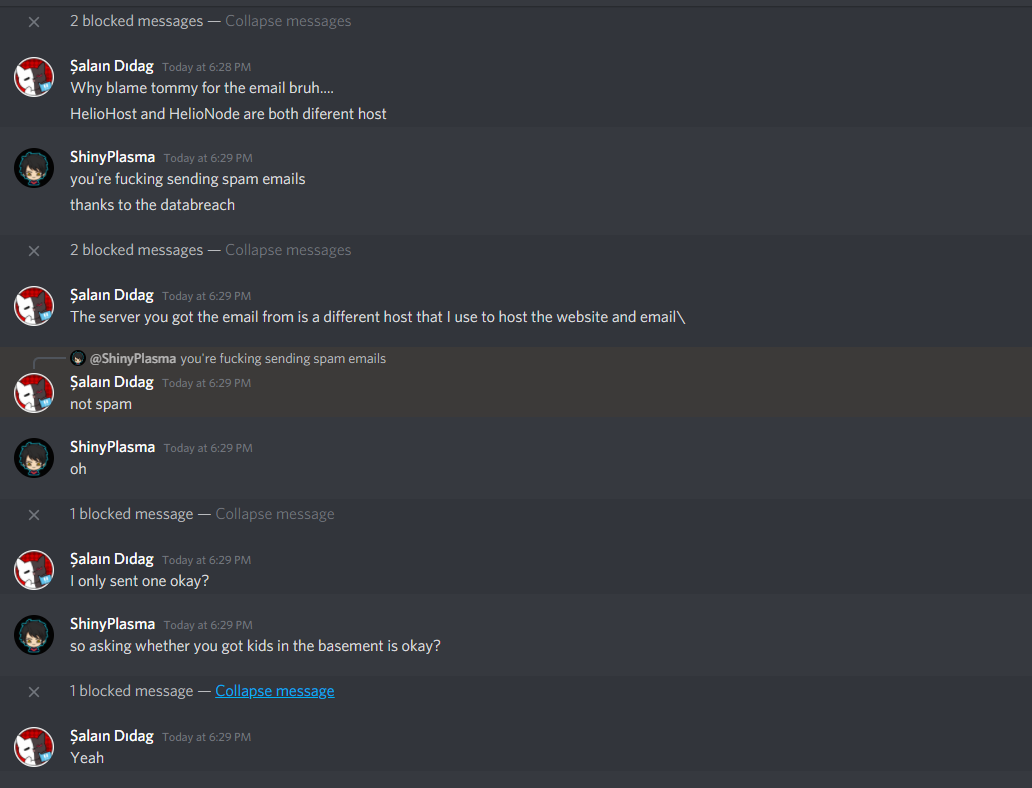 2 blocked messages — Collapse messages
Șalaın Dıdag Today at 6:28 PM
Why blame tommy for the email bruh....
HelioHost and HelioNode are both diferent host
ShinyPlasma Today at 6:29 PM
you're fucking sending spam emails
thanks to the databreach
2 blocked messages — Collapse messages
Șalaın Dıdag Today at 6:29 PM
The server you got the email from is a different host that I use to host the website and email\
@ShinyPlasma you're fucking sending spam emails
Șalaın Dıdag Today at 6:29 PM
not spam
ShinyPlasma Today at 6:29 PM
oh
1 blocked message — Collapse message
Șalaın Dıdag Today at 6:29 PM
I only sent one okay?
ShinyPlasma Today at 6:29 PM
so asking whether you got kids in the basement is okay?
1 blocked message — Collapse message
Șalaın Dıdag Today at 6:29 PM
Yeah